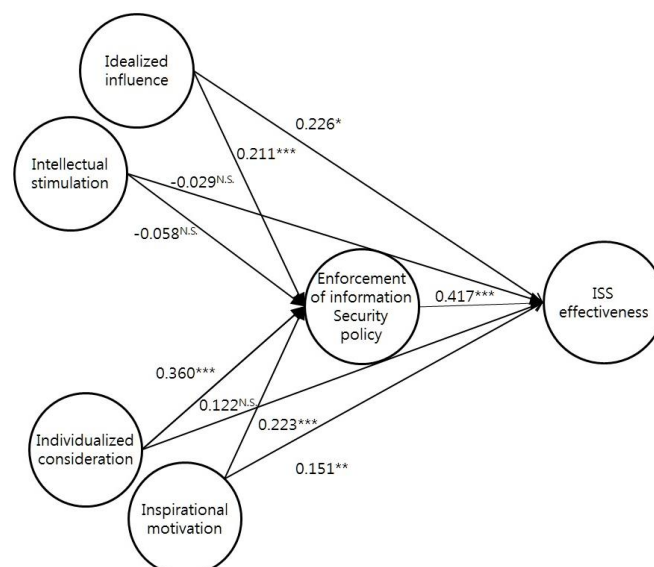 Idealized
influence
0.226*
0.211***
Intellectual
stimulation
-0.029N.S.
-0.058N.S.
Enforcement
of information
Security
policy
0.417***
ISS
effectiveness
0.360***
0.122N.S.
0.223***
Individualized
consideration
0.151**
Inspirational
motivation